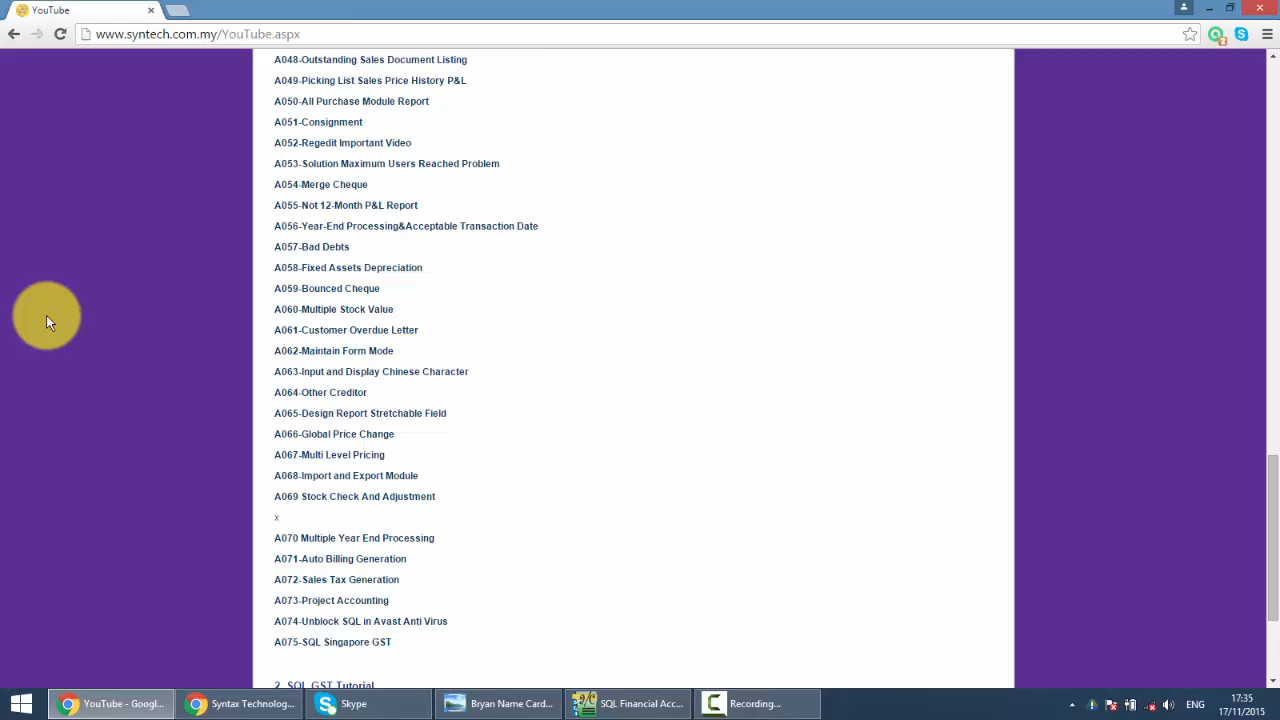 YouTube
www.syntech.com.my/YouTube.aspx
A048-Outstanding Sales Document Listing
A049-Picking List Sales Price History P&L
A050-All Purchase Module Report
A051-Consignment
A052-Regedit Important Video
A053-Solution Maximum Users Reached Problem
A054-Merge Cheque
A055-Not 12-Month P&L Report
A056-Year-End Processing&Acceptable Transaction Date
A057-Bad Debts
A058-Fixed Assets Depreciation
A059-Bounced Cheque
A060-Multiple Stock Value
A061-Customer Overdue Letter
A062-Maintain Form Mode
A063-Input and Display Chinese Character
A064-Other Creditor
A065-Design Report Stretchable Field
A066-Global Price Change
A067-Multi Level Pricing
A068-Import and Export Module
A069 Stock Check And Adjustment
x
A070 Multiple Year End Processing
A071-Auto Billing Generation
A072-Sales Tax Generation
A073-Project Accounting
A074-Unblock SQL in Avast Anti Virus
A075-SQL Singapore GST
2. SQL GST Tutorial
YouTube - Googl...
Syntax Technolog...
Skype
Bryan Name Card...
SQL Financial Acc...
Recording...
ENG
17:35
17/11/2015